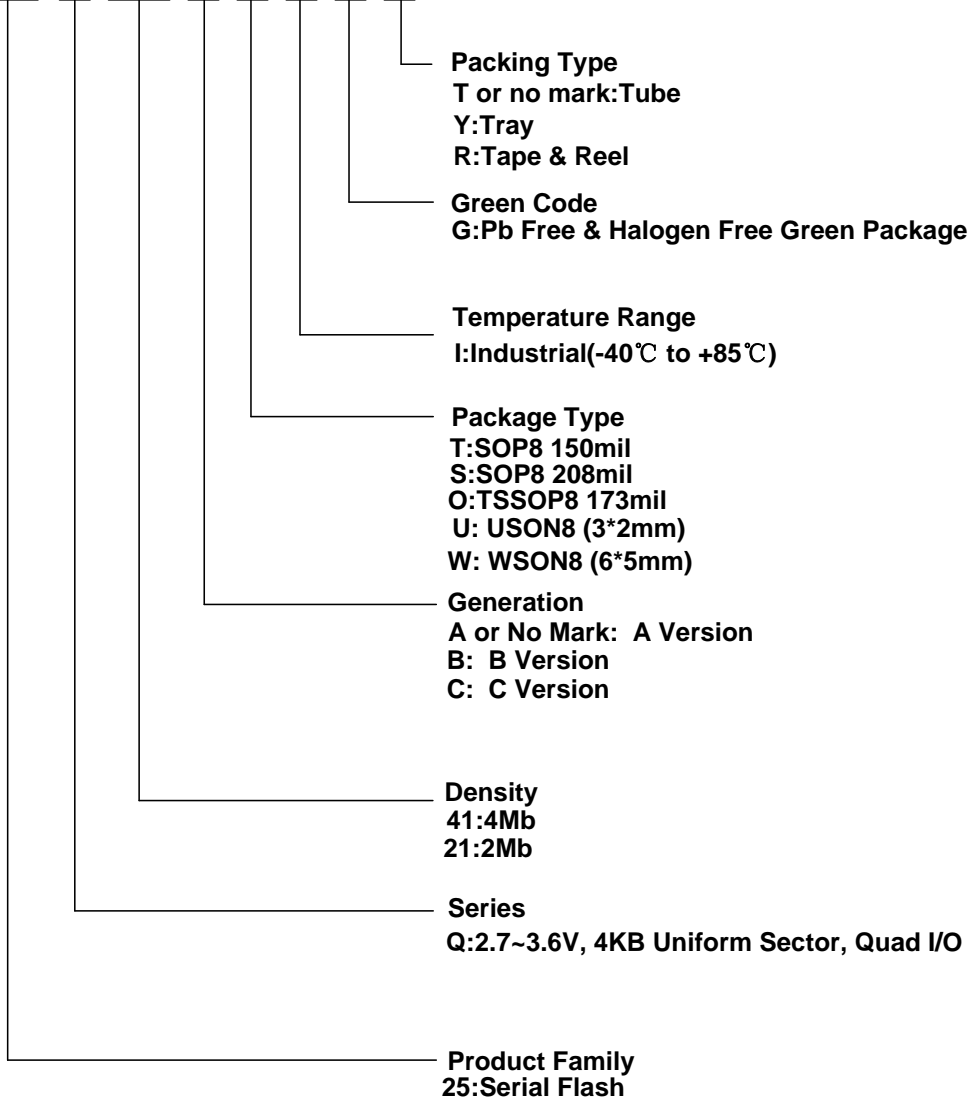 Packing Type
T or no mark:Tube
Y:Tray
R:Tape & Reel
Green Code
G:Pb Free & Halogen Free Green Package
Temperature Range
I:Industrial(-40℃ to +85℃)
Package Type
T:SOP8 150mil
S:SOP8 208mil
O:TSSOP8 173mil
U: USON8 (3*2mm)
W: WSON8 (6*5mm)
Generation
A or No Mark: A Version
B: B Version
C: C Version
Density
41:4Mb
21:2Mb
Series
Q:2.7~3.6V, 4KB Uniform Sector, Quad I/O
Product Family
25:Serial Flash